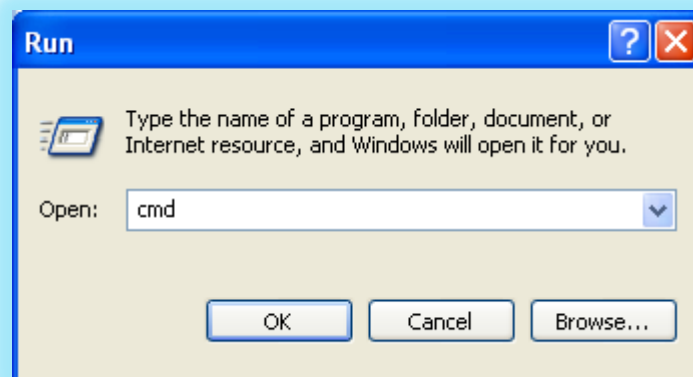 Run
Type the name of a program, folder, document, or
Internet resource, and Windows will open it for you.
Open: cmd
OK Cancel Browse...